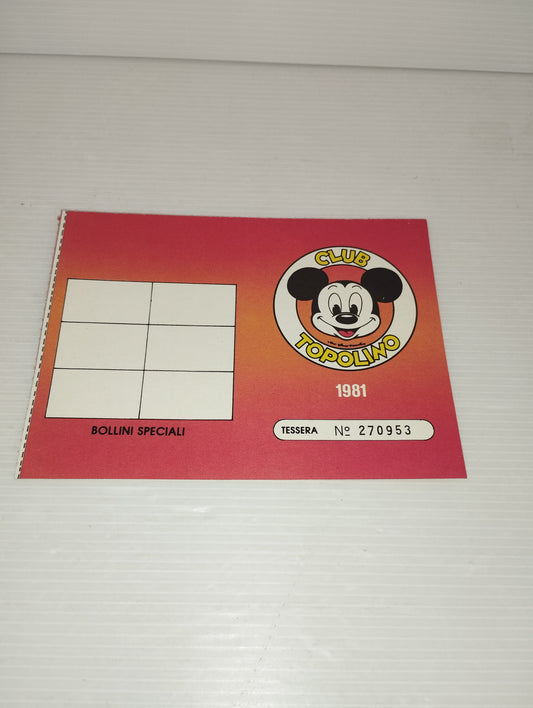 CLUB
TOPOLINO
1981
BOLLINI SPECIALI
TESSERA Nº 270953